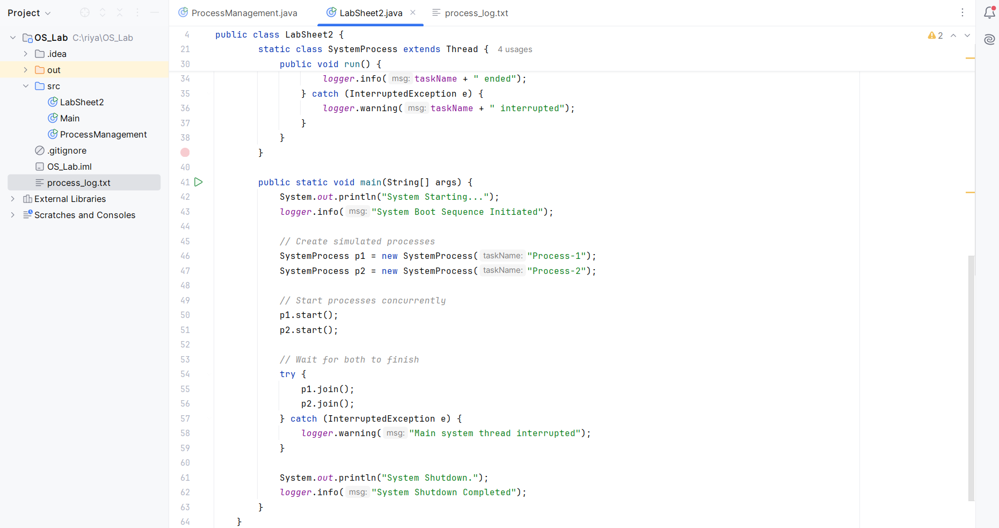 Project
OS_Lab C:\riya\OS_Lab
.idea
out
src
LabSheet2
Main
ProcessManagement
.gitignore
OS_Lab.iml
process_log.txt
External Libraries
Scratches and Consoles
ProcessManagement.java LabSheet2.java process_log.txt
2
4 public class LabSheet2 {
21 static class SystemProcess extends Thread { 4 usages
30 public void run() {
34 logger.info( msg: taskName + " ended");
35 } catch (InterruptedException e) {
36 logger.warning( msg: taskName + " interrupted");
37 }
38 }
}
40
41 public static void main(String[] args) {
42 System.out.println("System Starting...");
43 logger.info( msg: "System Boot Sequence Initiated");
44
45 // Create simulated processes
46 SystemProcess p1 = new SystemProcess( taskName: "Process-1");
47 SystemProcess p2 = new SystemProcess( taskName: "Process-2");
48
49 // Start processes concurrently
50 p1.start();
51 p2.start();
52
53 // Wait for both to finish
54 try {
55 p1.join();
56 p2.join();
57 } catch (InterruptedException e) {
58 logger.warning( msg: "Main system thread interrupted");
59 }
60
61 System.out.println("System Shutdown.");
62 logger.info( msg: "System Shutdown Completed");
63 }
64 }